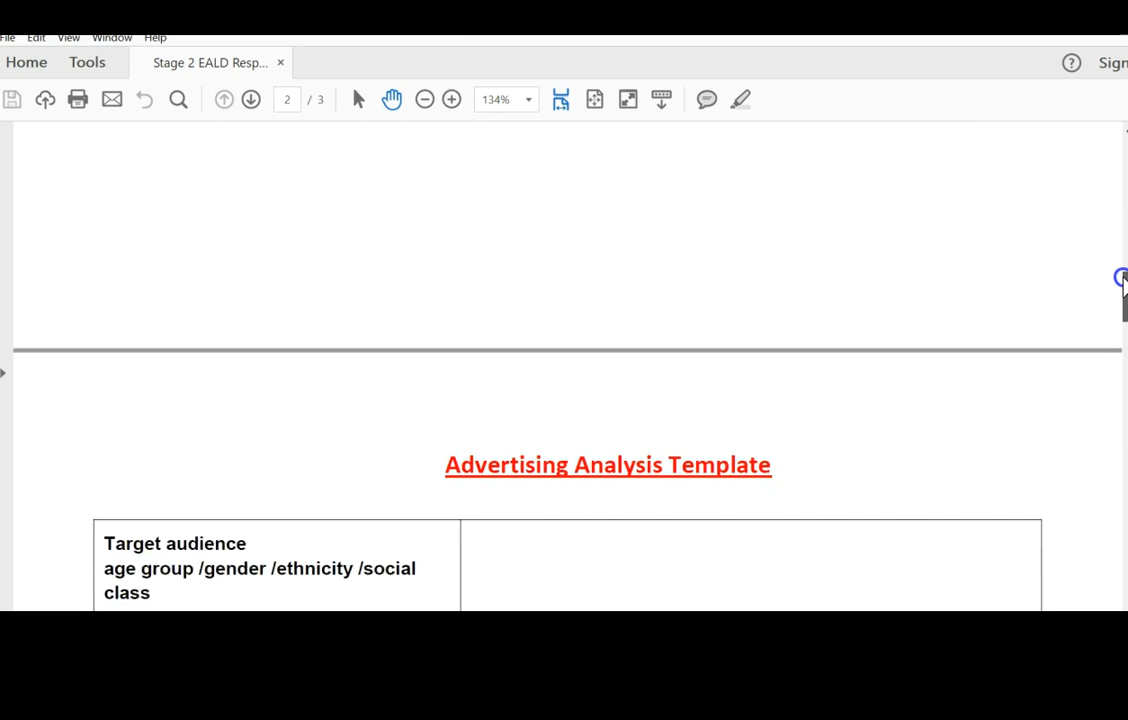 File Edit View Window Help
Home Tools Stage 2 EALD Resp... ×
? Sign
2 / 3 134%
Advertising Analysis Template
Target audience
age group /gender /ethnicity /social
class